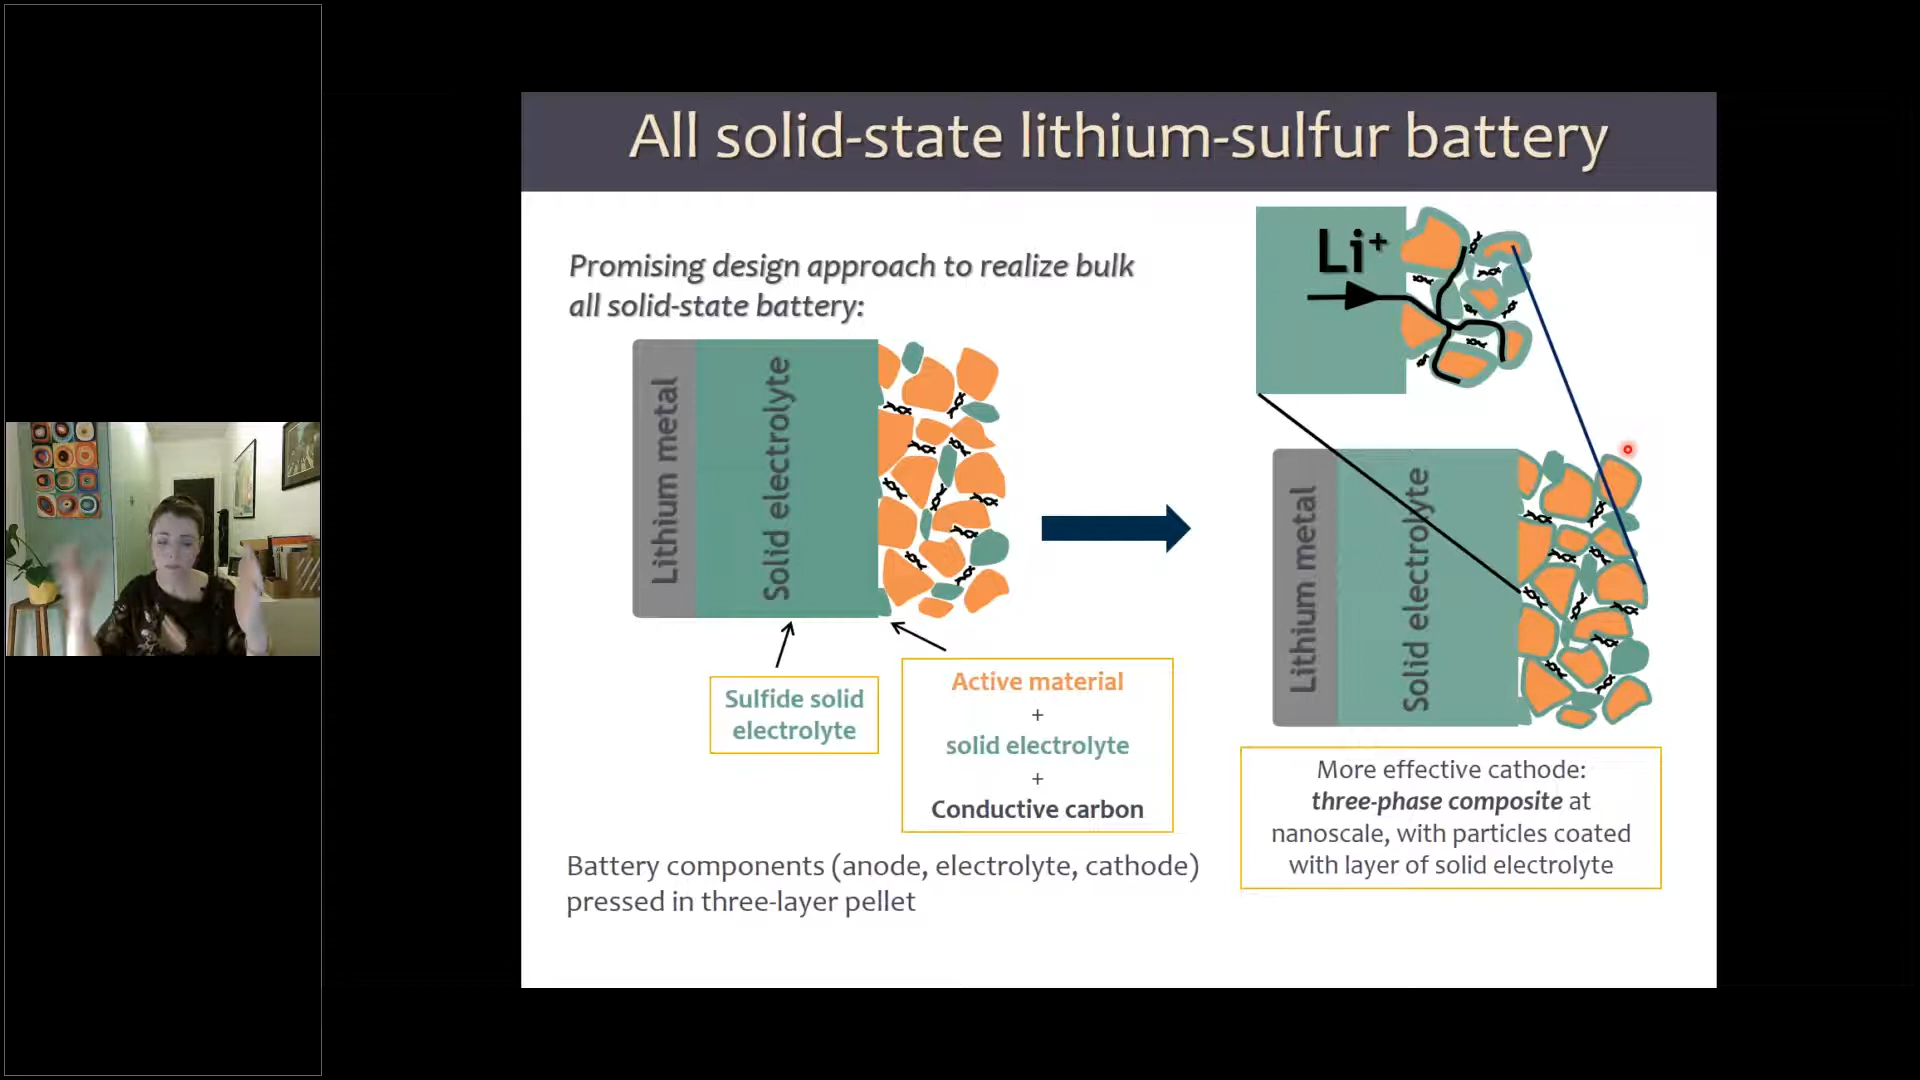 All solid-state lithium-sulfur battery
Promising design approach to realize bulk
all solid-state battery:
Lithium metal
Solid electrolyte
Sulfide solid
electrolyte
Active material
+
solid electrolyte
+
Conductive carbon
Battery components (anode, electrolyte, cathode)
pressed in three-layer pellet
Li+
Lithium metal
Solid electrolyte
More effective cathode:
three-phase composite at
nanoscale, with particles coated
with layer of solid electrolyte